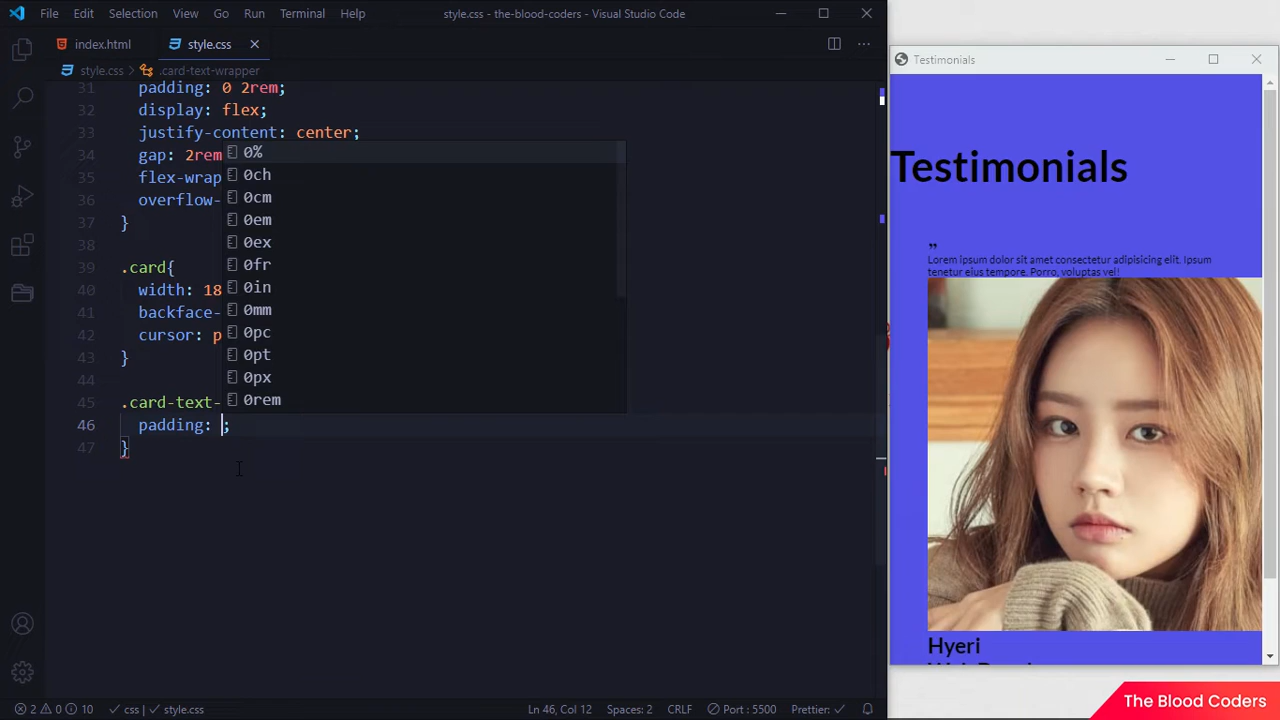 File Edit Selection View Go Run Terminal Help style.css - the-blood-coders - Visual Studio Code
index.html style.css
style.css > .card-text-wrapper
31 padding: 0 2rem;
32 display: flex;
33 justify-content: center;
34 gap: 2rem
35 flex-wrap
36 overflow-
37 }
38
39 .card{
40 width: 18
41 backface-
42 cursor: p
43 }
44
45 .card-text-
46 padding: ;
47 }
0%
0ch
0cm
0em
0ex
0fr
0in
0mm
0pc
0pt
0px
0rem
2 0 10 css style.css Ln 46, Col 12 Spaces: 2 CRLF Port : 5500 Prettier:
Testimonials
Testimonials
”
Lorem ipsum dolor sit amet consectetur adipisicing elit. Ipsum
tenetur eius tempore. Porro, voluptas vel!
Hyeri
The Blood Coders